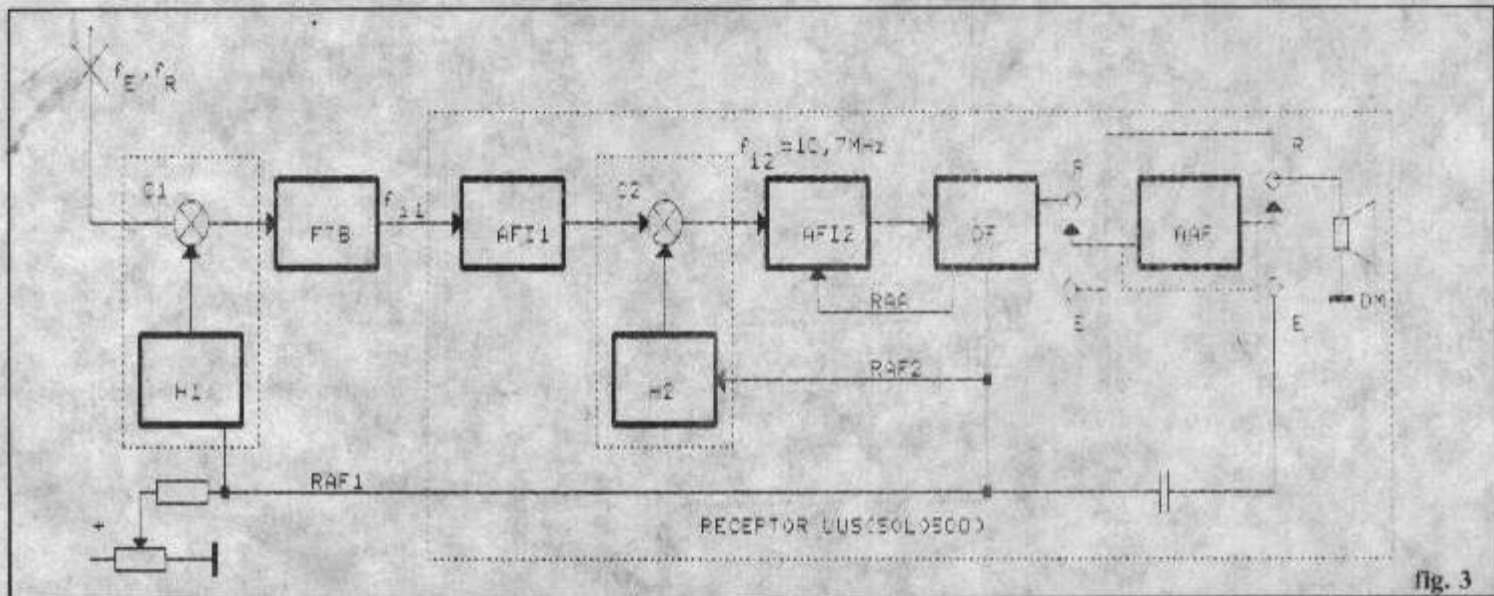 fE, fR
fi2 =10,7MHz
R
R
C1
C2
FTB
fi1
AFI1
AFI2
DF
AAF
E
E
DM
RAA
H1
H2
RAF2
RAF1
+
RECEPTOR UUS(SOLO500)
fig. 3